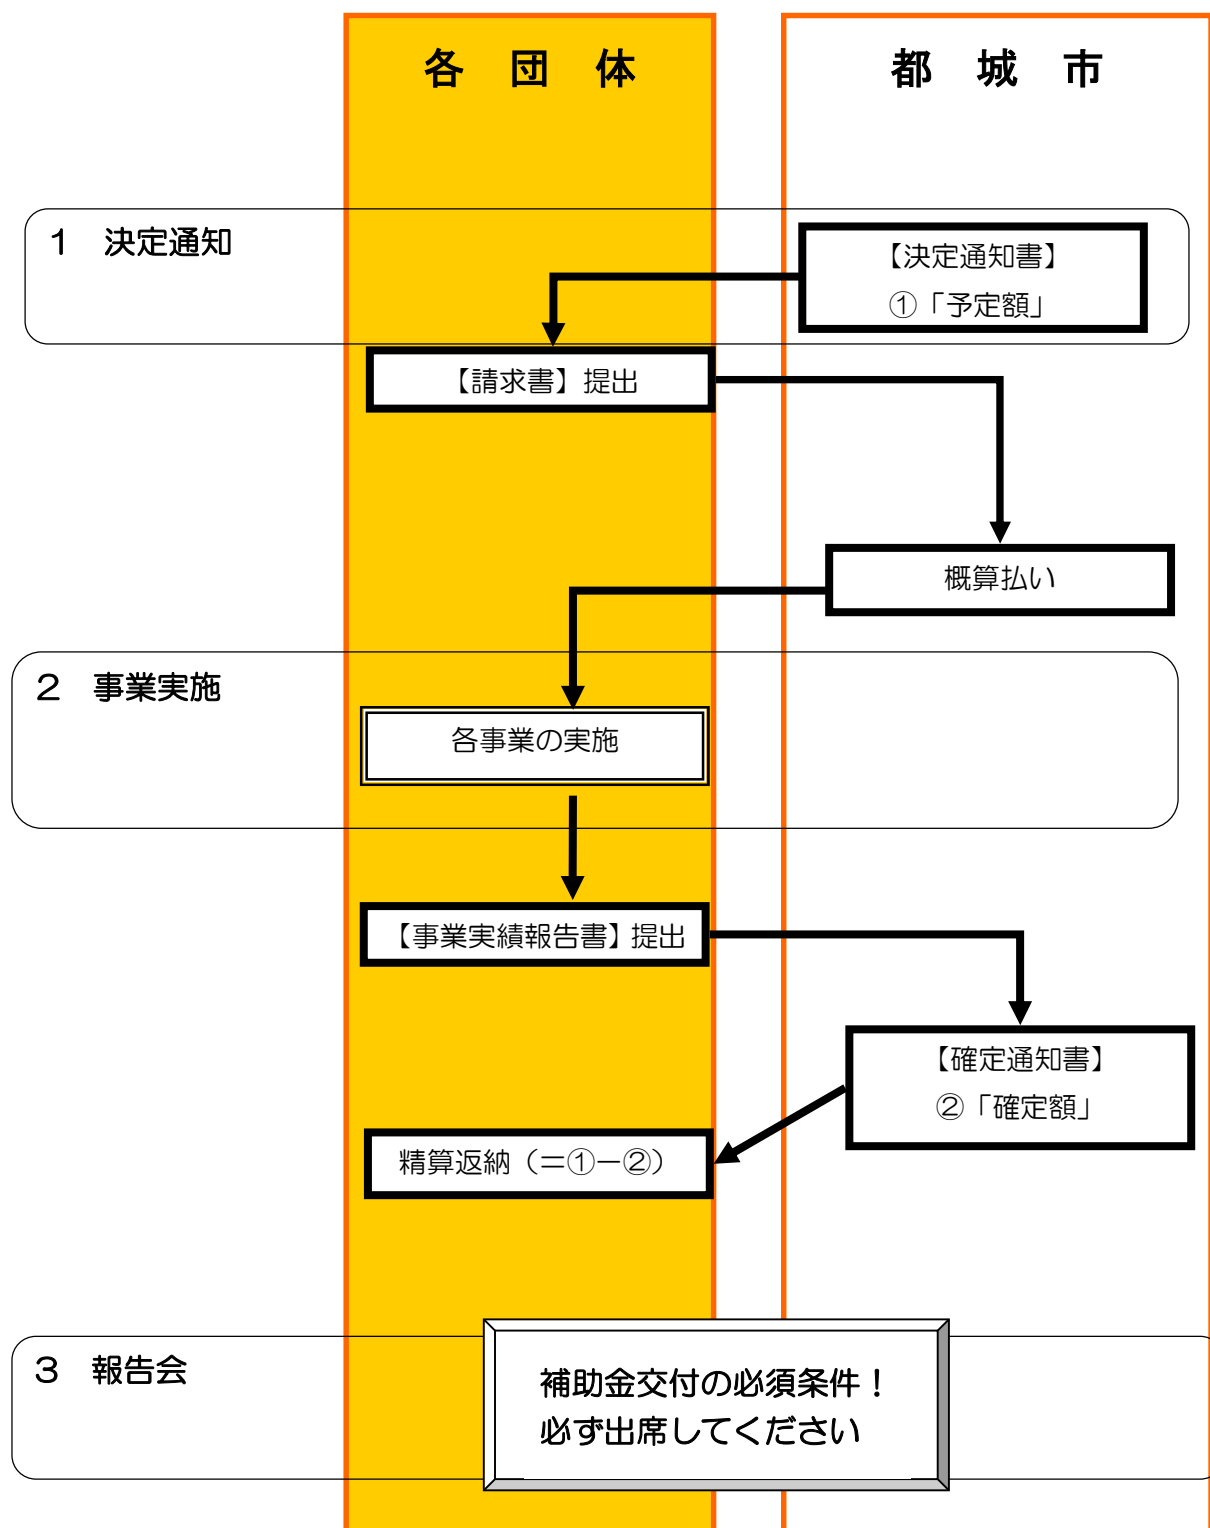 各　団　体
都　城　市
１　決定通知
【決定通知書】
①「予定額」
【請求書】提出
概算払い
２　事業実施
各事業の実施
【事業実績報告書】提出
【確定通知書】
②「確定額」
精算返納（＝①－②）
３　報告会
補助金交付の必須条件！
必ず出席してください